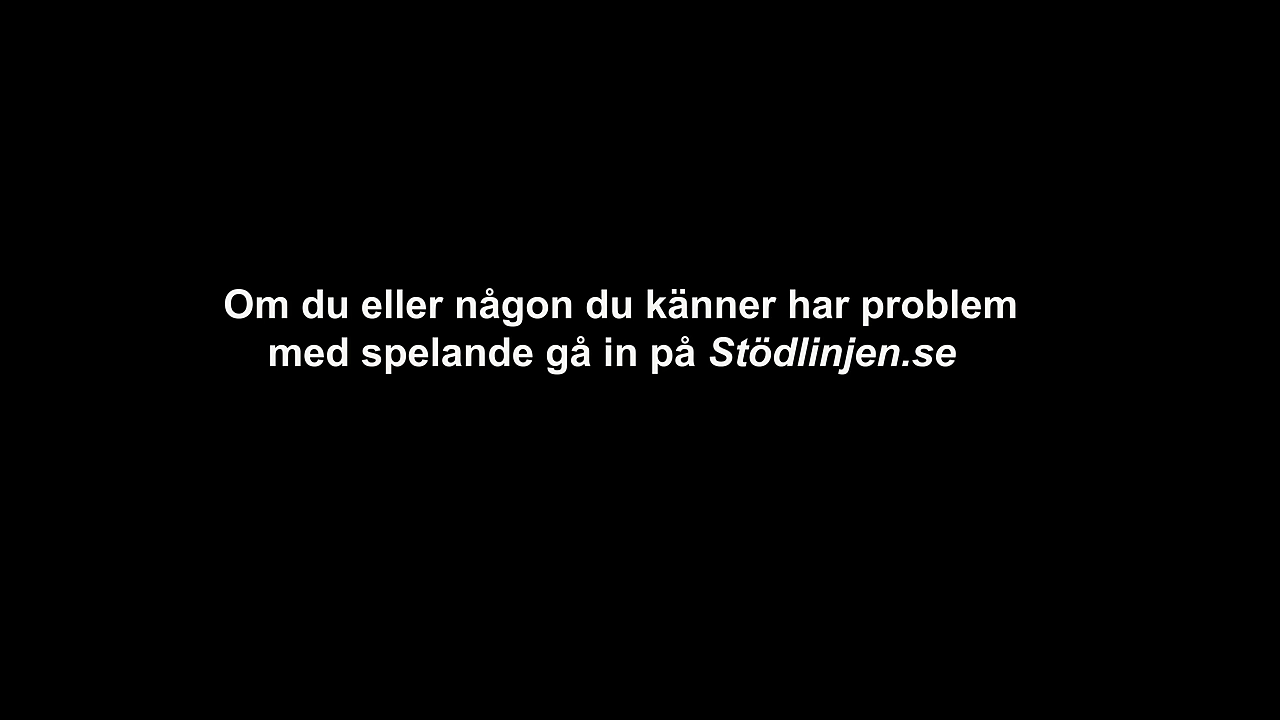 Om du eller någon du känner har problem
med spelande gå in på Stödlinjen.se